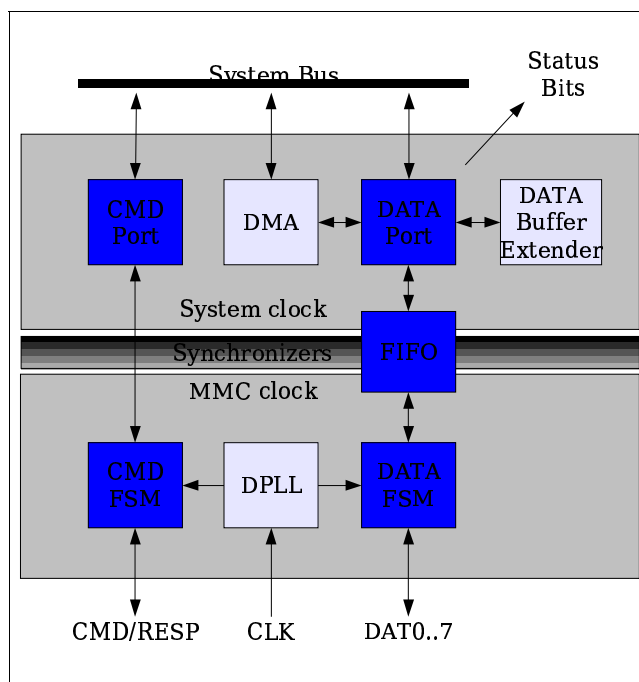 System Bus
Status
Bits
CMD
Port
DMA
DATA
Port
DATA
Buffer
Extender
System clock
Synchronizers
FIFO
MMC clock
CMD
FSM
DPLL
DATA
FSM
CMD/RESP
CLK
DAT0..7